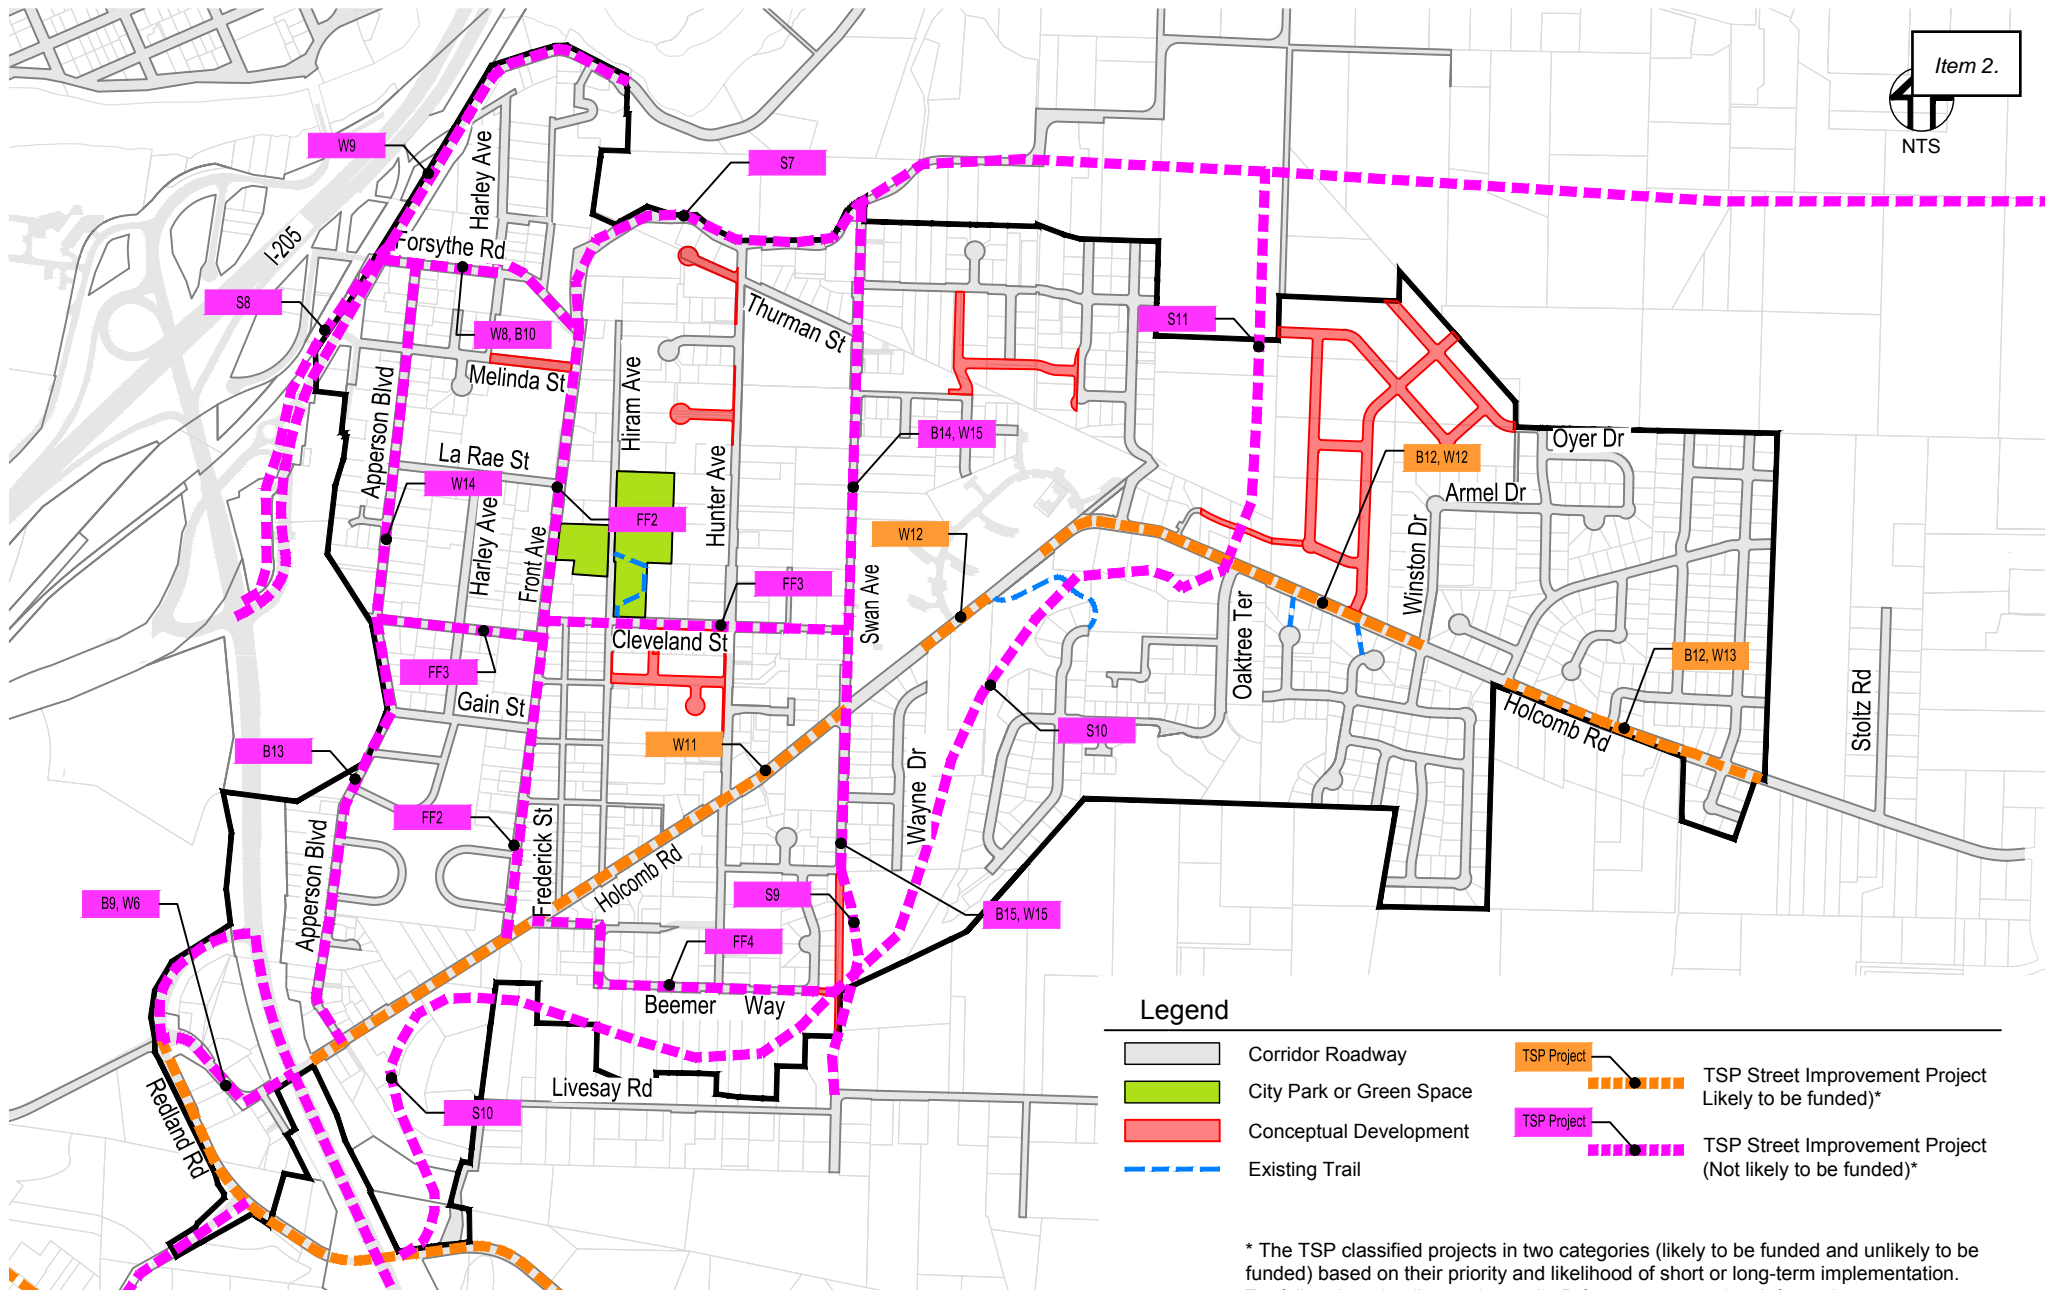 Item 2.
NTS
W9
S7
Harley Ave
I-205
Forsythe Rd
S8
W8, B10
Thurman St
S11
Melinda St
Apperson Blvd
Hiram Ave
B14, W15
Oyer Dr
B12, W12
La Rae St
W14
Armel Dr
Harley Ave
Hunter Ave
FF2
W12
Front Ave
Winston Dr
FF3
Swan Ave
Cleveland St
Oaktree Ter
FF3
B12, W13
Gain St
Stoltz Rd
Holcomb Rd
S10
B13
W11
Wayne Dr
FF2
Apperson Blvd
Frederick St
Holcomb Rd
B9, W6
S9
B15, W15
FF4
Beemer Way
Livesay Rd
Redland Rd
S10
Legend
Corridor Roadway
City Park or Green Space
Conceptual Development
Existing Trail
TSP Project
TSP Street Improvement Project
Likely to be funded)*
TSP Project
TSP Street Improvement Project
(Not likely to be funded)*
* The TSP classified projects in two categories (likely to be funded and unlikely to be
funded) based on their priority and likelihood of short or long-term implementation.